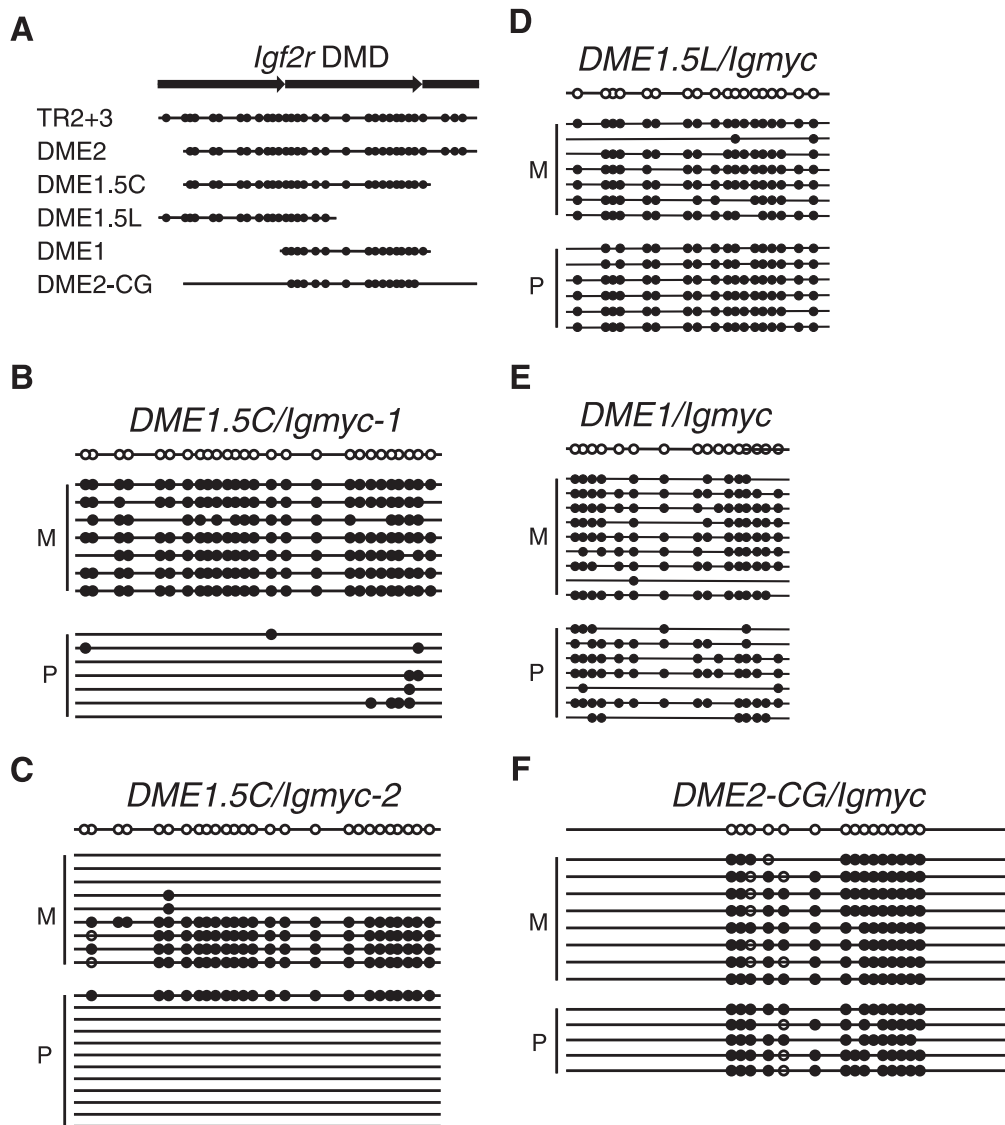 A
Igf2r DMD
TR2+3
DME2
DME1.5C
DME1.5L
DME1
DME2-CG
B
DME1.5C/Igmyc-1
M
P
C
DME1.5C/Igmyc-2
M
P
D
DME1.5L/Igmyc
M
P
E
DME1/Igmyc
M
P
F
DME2-CG/Igmyc
M
P